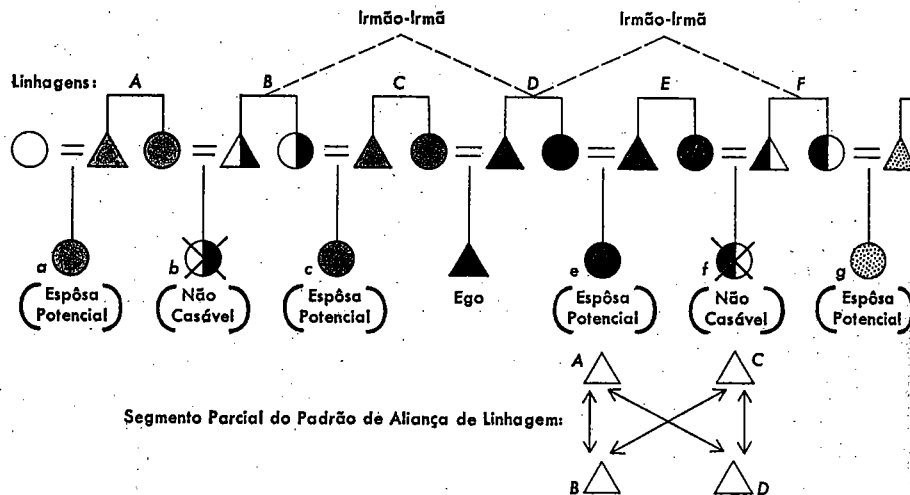 Irmão-Irmã Irmão-Irmã
Linhagens: A B C D E F
a b c e f g
(Espôsa Potencial) (Não Casável) (Espôsa Potencial) Ego (Espôsa Potencial) (Não Casável) (Espôsa Potencial)
A C
Segmento Parcial do Padrão de Aliança de Linhagem:
B D